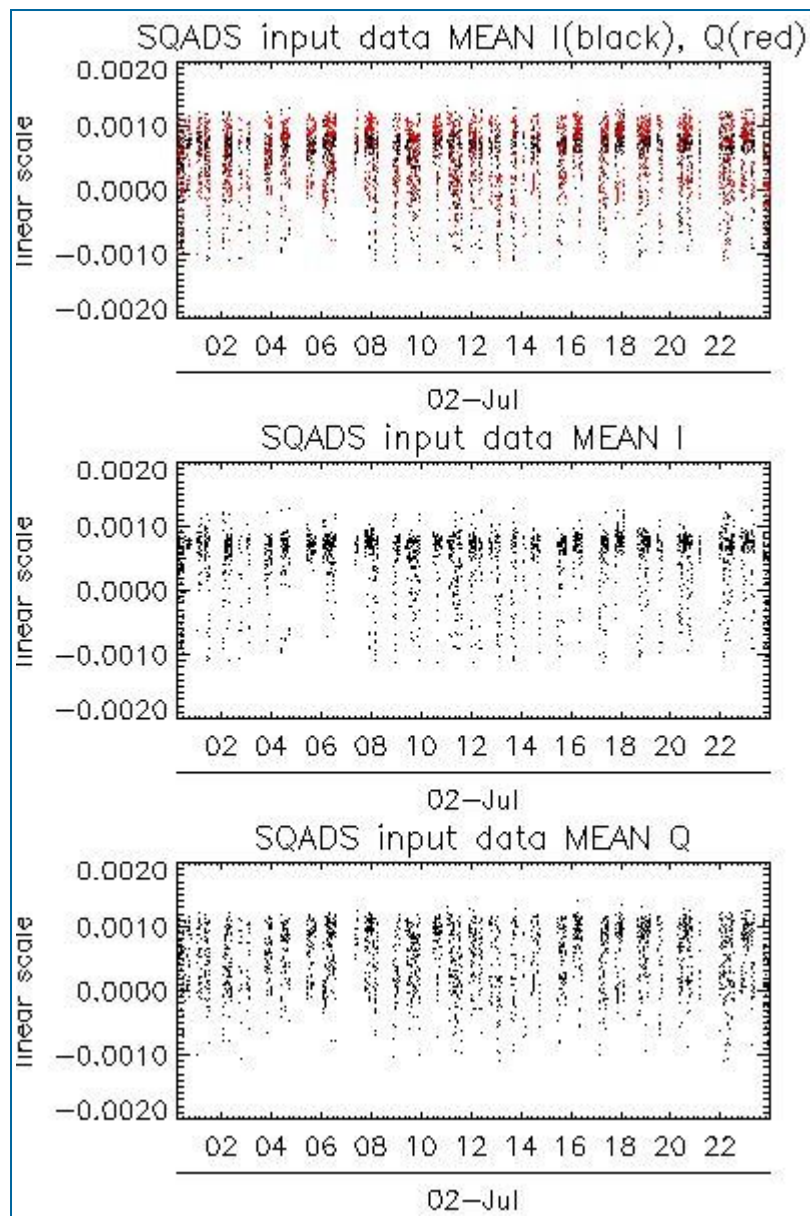 SQADS input data MEAN I(black), Q(red)
0.0020
0.0010
0.0000
−0.0010
−0.0020
linear scale
02 04 06 08 10 12 14 16 18 20 22
02-Jul
SQADS input data MEAN I
0.0020
0.0010
0.0000
−0.0010
−0.0020
linear scale
02 04 06 08 10 12 14 16 18 20 22
02-Jul
SQADS input data MEAN Q
0.0020
0.0010
0.0000
−0.0010
−0.0020
linear scale
02 04 06 08 10 12 14 16 18 20 22
02-Jul